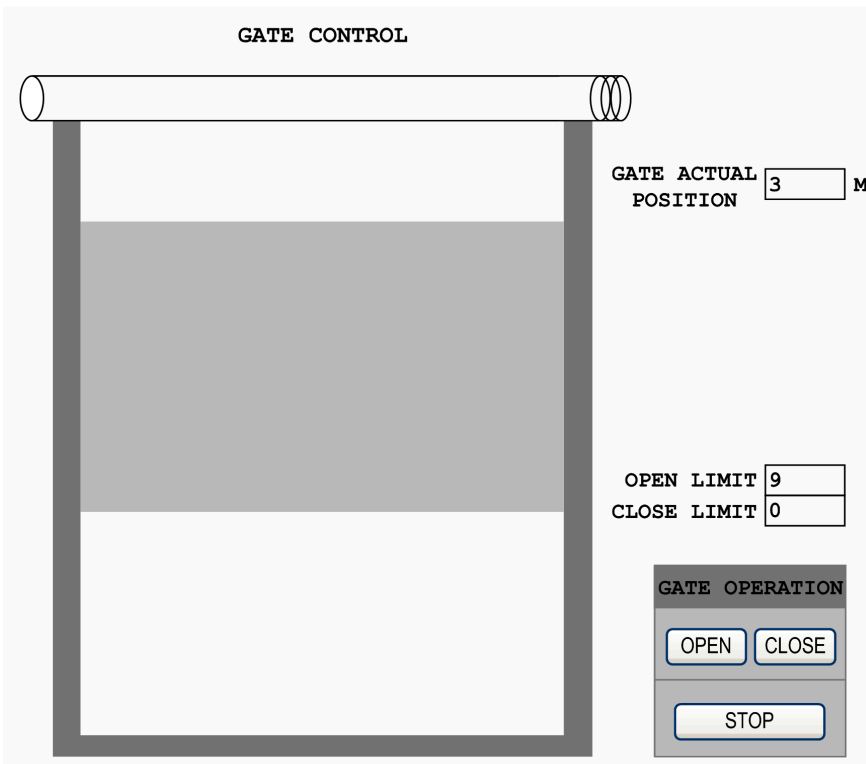 GATE CONTROL
GATE ACTUAL
POSITION
3
M
OPEN LIMIT 9
CLOSE LIMIT 0
GATE OPERATION
OPEN CLOSE
STOP